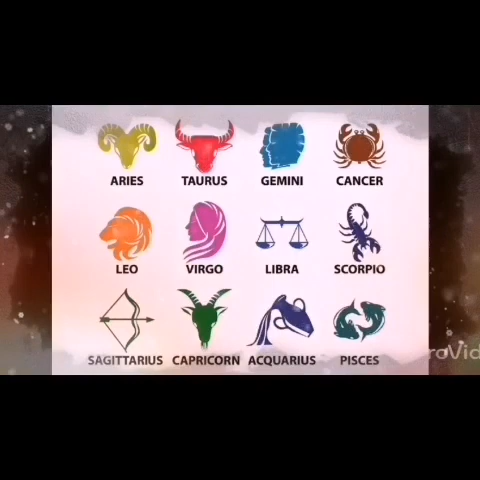 ARIES TAURUS GEMINI CANCER
LEO VIRGO LIBRA SCORPIO
SAGITTARIUS CAPRICORN ACQUARIUS PISCES